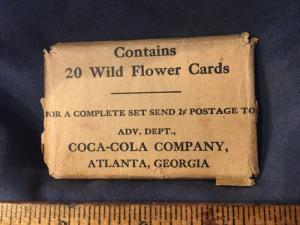 Contains
20 Wild Flower Cards
FOR A COMPLETE SET SEND 2¢ POSTAGE TO
ADV. DEPT.,
COCA-COLA COMPANY,
ATLANTA, GEORGIA